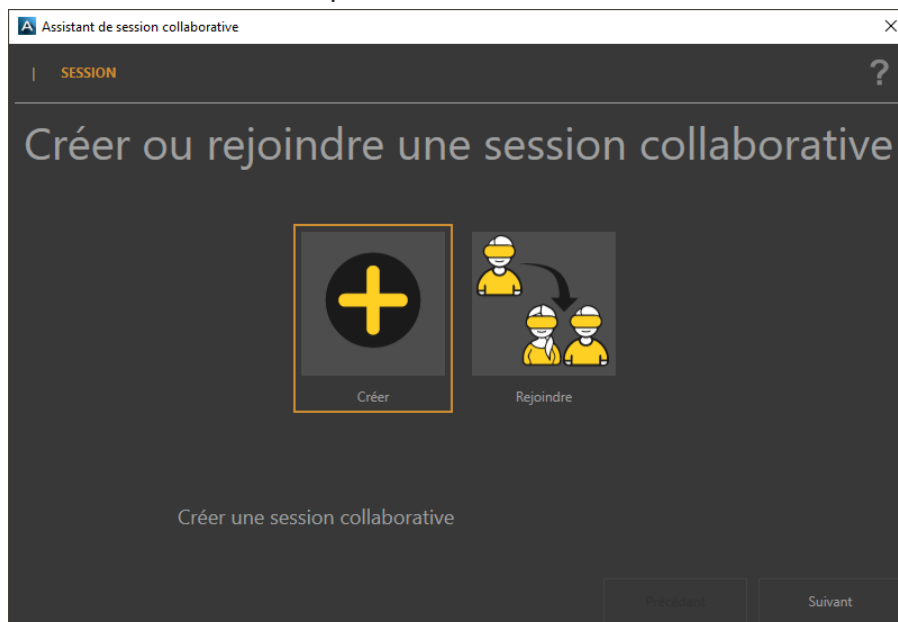 Assistant de session collaborative
| SESSION
?
Créer ou rejoindre une session collaborative
Créer
Rejoindre
Créer une session collaborative
Précédent
Suivant